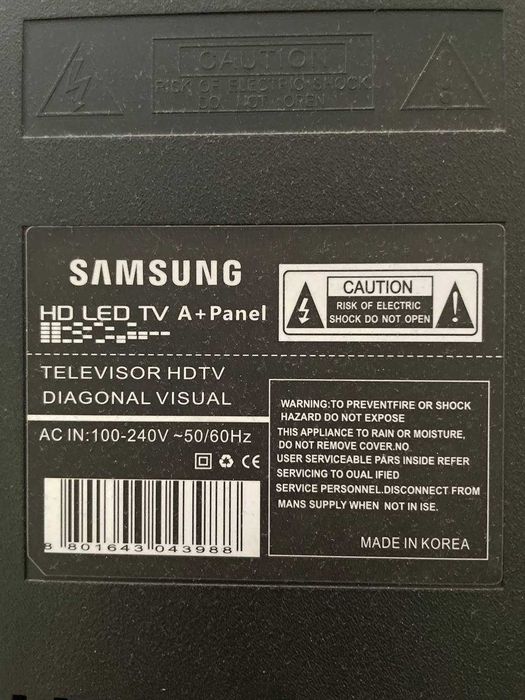 CAUTION
RISK OF ELECTRIC SHOCK
DO NOT OPEN
SAMSUNG
HD LED TV A+Panel
CAUTION
RISK OF ELECTRIC
SHOCK DO NOT OPEN
TELEVISOR HDTV
DIAGONAL VISUAL
AC IN:100-240V ~50/60Hz
CE
WARNING:TO PREVENTFIRE OR SHOCK
HAZARD DO NOT EXPOSE
THIS APPLIANCE TO RAIN OR MOISTURE,
DO NOT REMOVE COVER.NO
USER SERVICEABLE PARS INSIDE REFER
SERVICING TO OUAL IFIED
SERVICE PERSONNEL.DISCONNECT FROM
MANS SUPPLY WHEN NOT IN ISE.
MADE IN KOREA
8 801643 043988